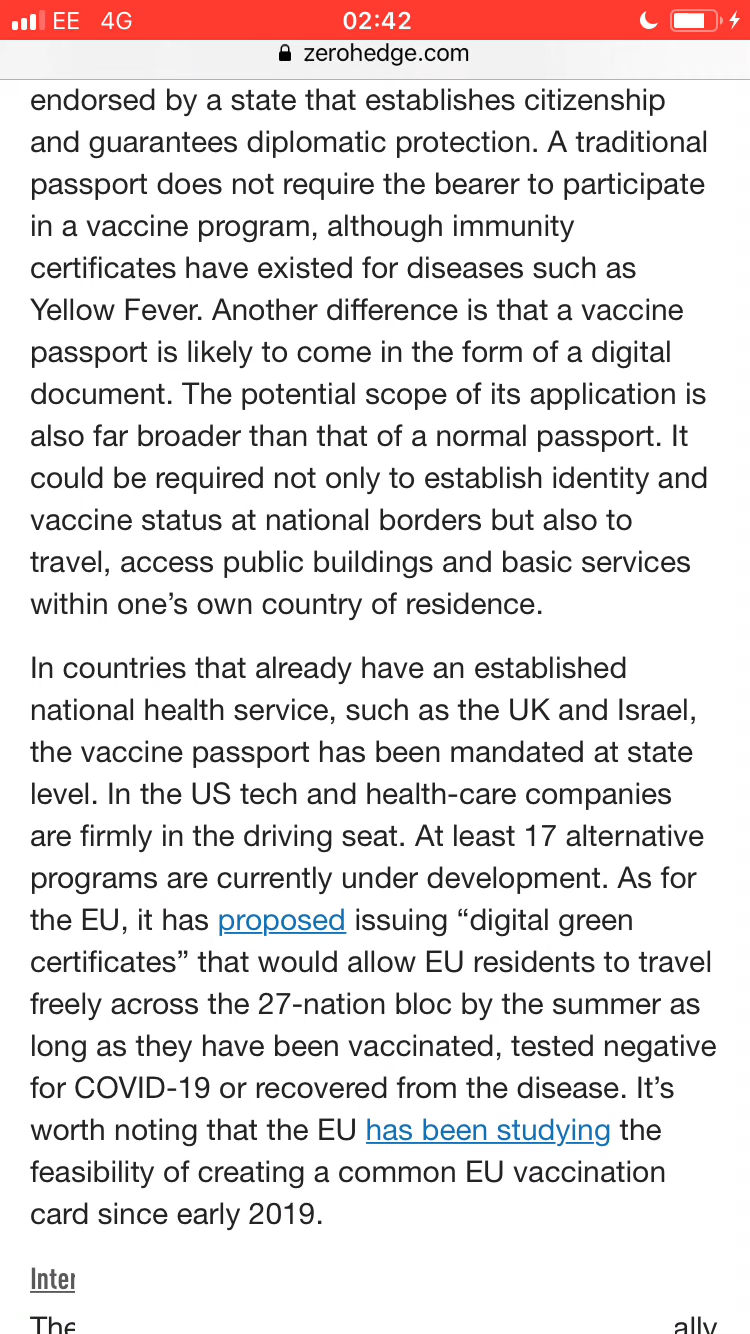 EE 4G 02:42
zerohedge.com
endorsed by a state that establishes citizenship
and guarantees diplomatic protection. A traditional
passport does not require the bearer to participate
in a vaccine program, although immunity
certificates have existed for diseases such as
Yellow Fever. Another difference is that a vaccine
passport is likely to come in the form of a digital
document. The potential scope of its application is
also far broader than that of a normal passport. It
could be required not only to establish identity and
vaccine status at national borders but also to
travel, access public buildings and basic services
within one’s own country of residence.
In countries that already have an established
national health service, such as the UK and Israel,
the vaccine passport has been mandated at state
level. In the US tech and health-care companies
are firmly in the driving seat. At least 17 alternative
programs are currently under development. As for
the EU, it has proposed issuing “digital green
certificates” that would allow EU residents to travel
freely across the 27-nation bloc by the summer as
long as they have been vaccinated, tested negative
for COVID-19 or recovered from the disease. It’s
worth noting that the EU has been studying the
feasibility of creating a common EU vaccination
card since early 2019.